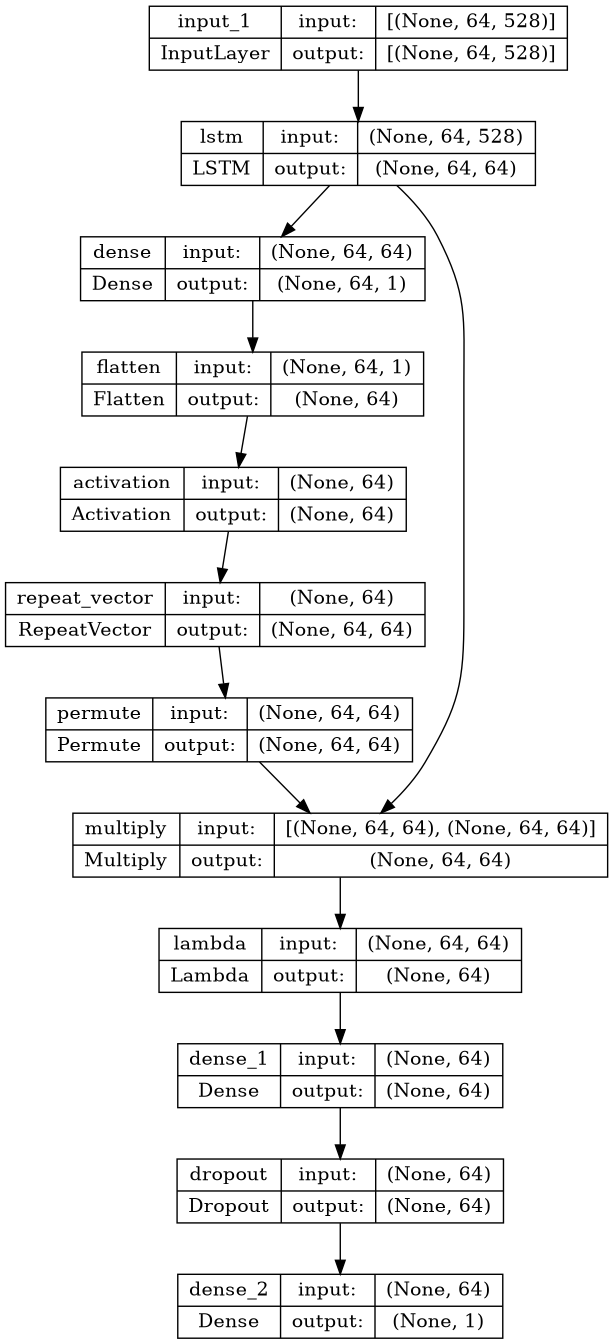 input_1 input: [(None, 64, 528)]
InputLayer output: [(None, 64, 528)]
lstm input: (None, 64, 528)
LSTM output: (None, 64, 64)
dense input: (None, 64, 64)
Dense output: (None, 64, 1)
flatten input: (None, 64, 1)
Flatten output: (None, 64)
activation input: (None, 64)
Activation output: (None, 64)
repeat_vector input: (None, 64)
RepeatVector output: (None, 64, 64)
permute input: (None, 64, 64)
Permute output: (None, 64, 64)
multiply input: [(None, 64, 64), (None, 64, 64)]
Multiply output: (None, 64, 64)
lambda input: (None, 64, 64)
Lambda output: (None, 64)
dense_1 input: (None, 64)
Dense output: (None, 64)
dropout input: (None, 64)
Dropout output: (None, 64)
dense_2 input: (None, 64)
Dense output: (None, 1)